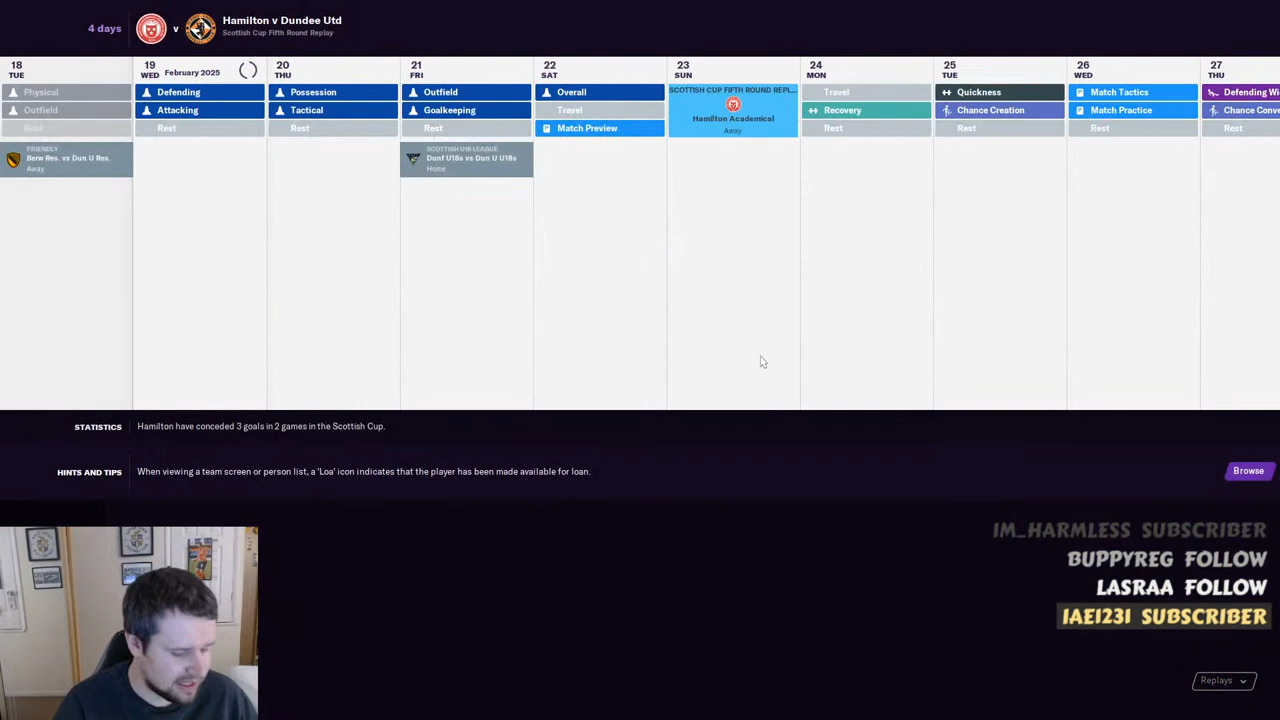 4 days
v
Hamilton v Dundee Utd
Scottish Cup Fifth Round Replay
18
TUE
19
WED February 2025
20
THU
21
FRI
22
SAT
23
SUN
24
MON
25
TUE
26
WED
27
THU
Physical
Outfield
Rest
FRIENDLY
Berw Res. vs Dun U Res.
Away
Defending
Attacking
Rest
Possession
Tactical
Rest
Outfield
Goalkeeping
Rest
SCOTTISH U18 LEAGUE
Dunf U18s vs Dun U U18s
Home
Overall
Travel
Match Preview
SCOTTISH CUP FIFTH ROUND REPL...
Hamilton Academical
Away
Travel
Recovery
Rest
Quickness
Chance Creation
Rest
Match Tactics
Match Practice
Rest
Defending Wi
Chance Conv
Rest
STATISTICS
Hamilton have conceded 3 goals in 2 games in the Scottish Cup.
HINTS AND TIPS
When viewing a team screen or person list, a 'Loa' icon indicates that the player has been made available for loan.
Browse
IM_HARMLESS SUBSCRIBER
BUPPYREG FOLLOW
LASRAA FOLLOW
IAE1231 SUBSCRIBER
Replays